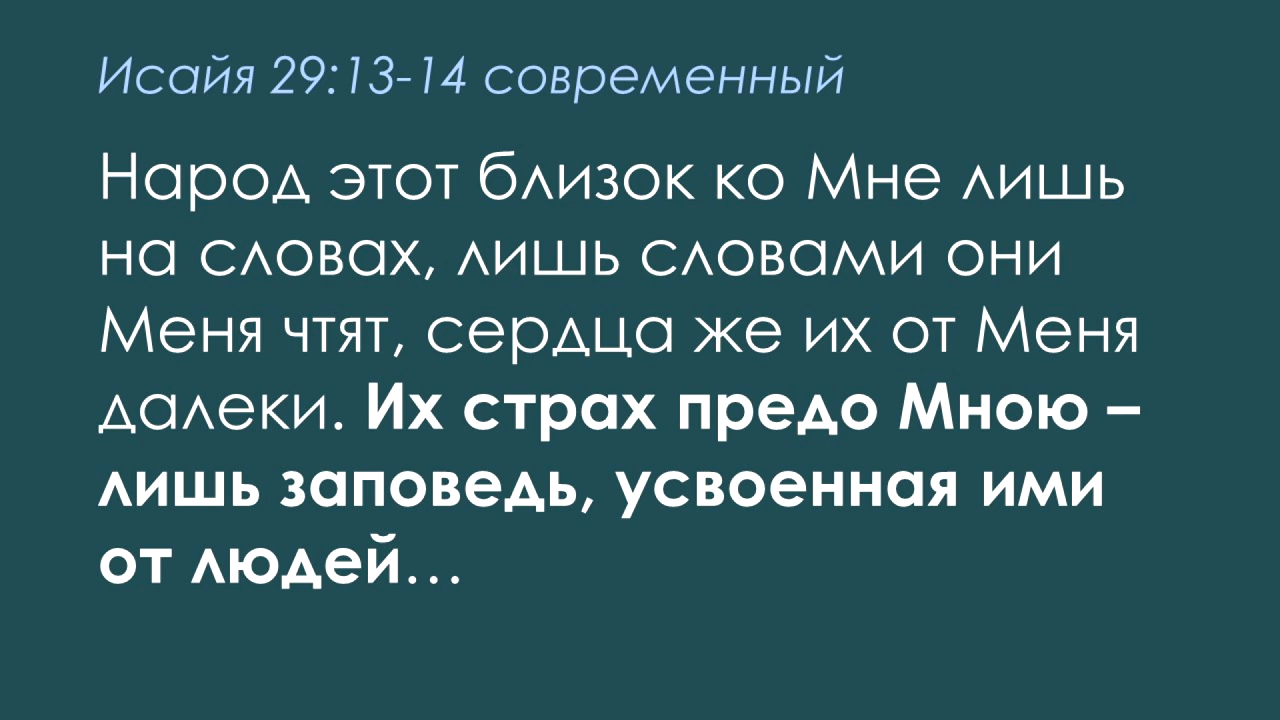 Исайя 29:13-14 современный
Народ этот близок ко Мне лишь
на словах, лишь словами они
Меня чтят, сердца же их от Меня
далеки. Их страх предо Мною –
лишь заповедь, усвоенная ими
от людей…